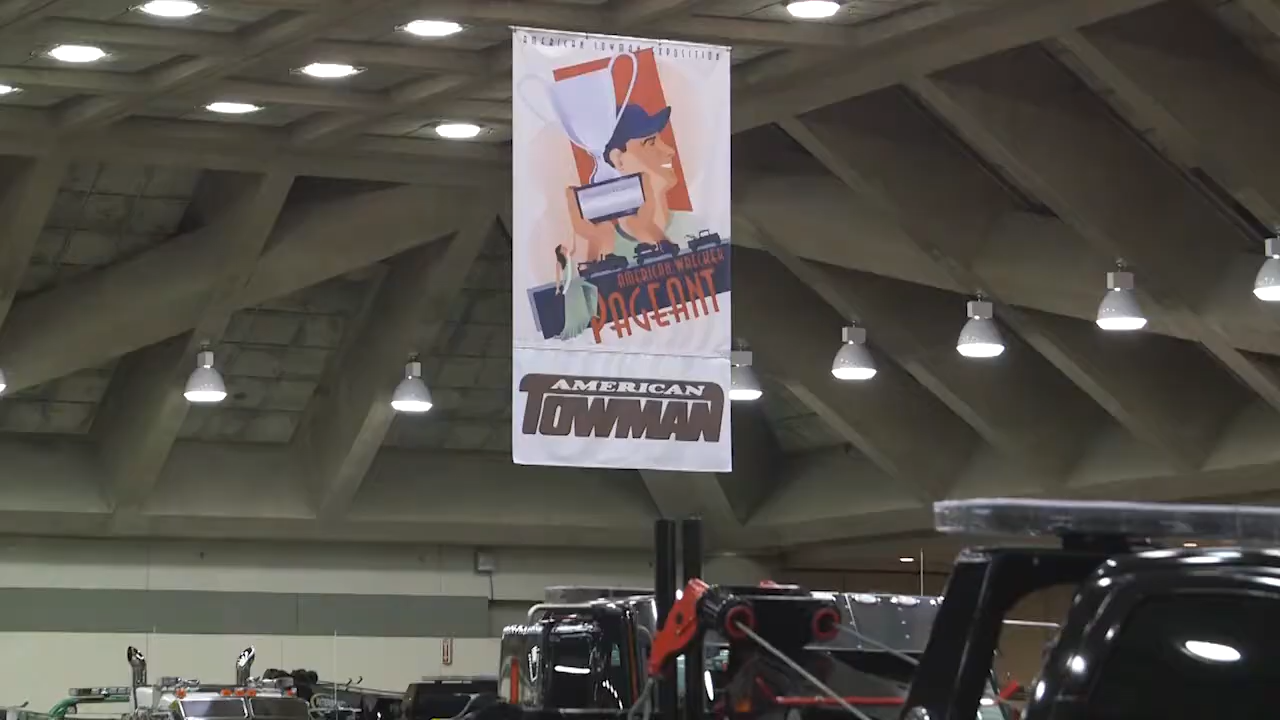 AMERICAN TOWMAN EXPOSITION
AMERICAN WRECKER
PAGEANT
AMERICAN
TOWMAN